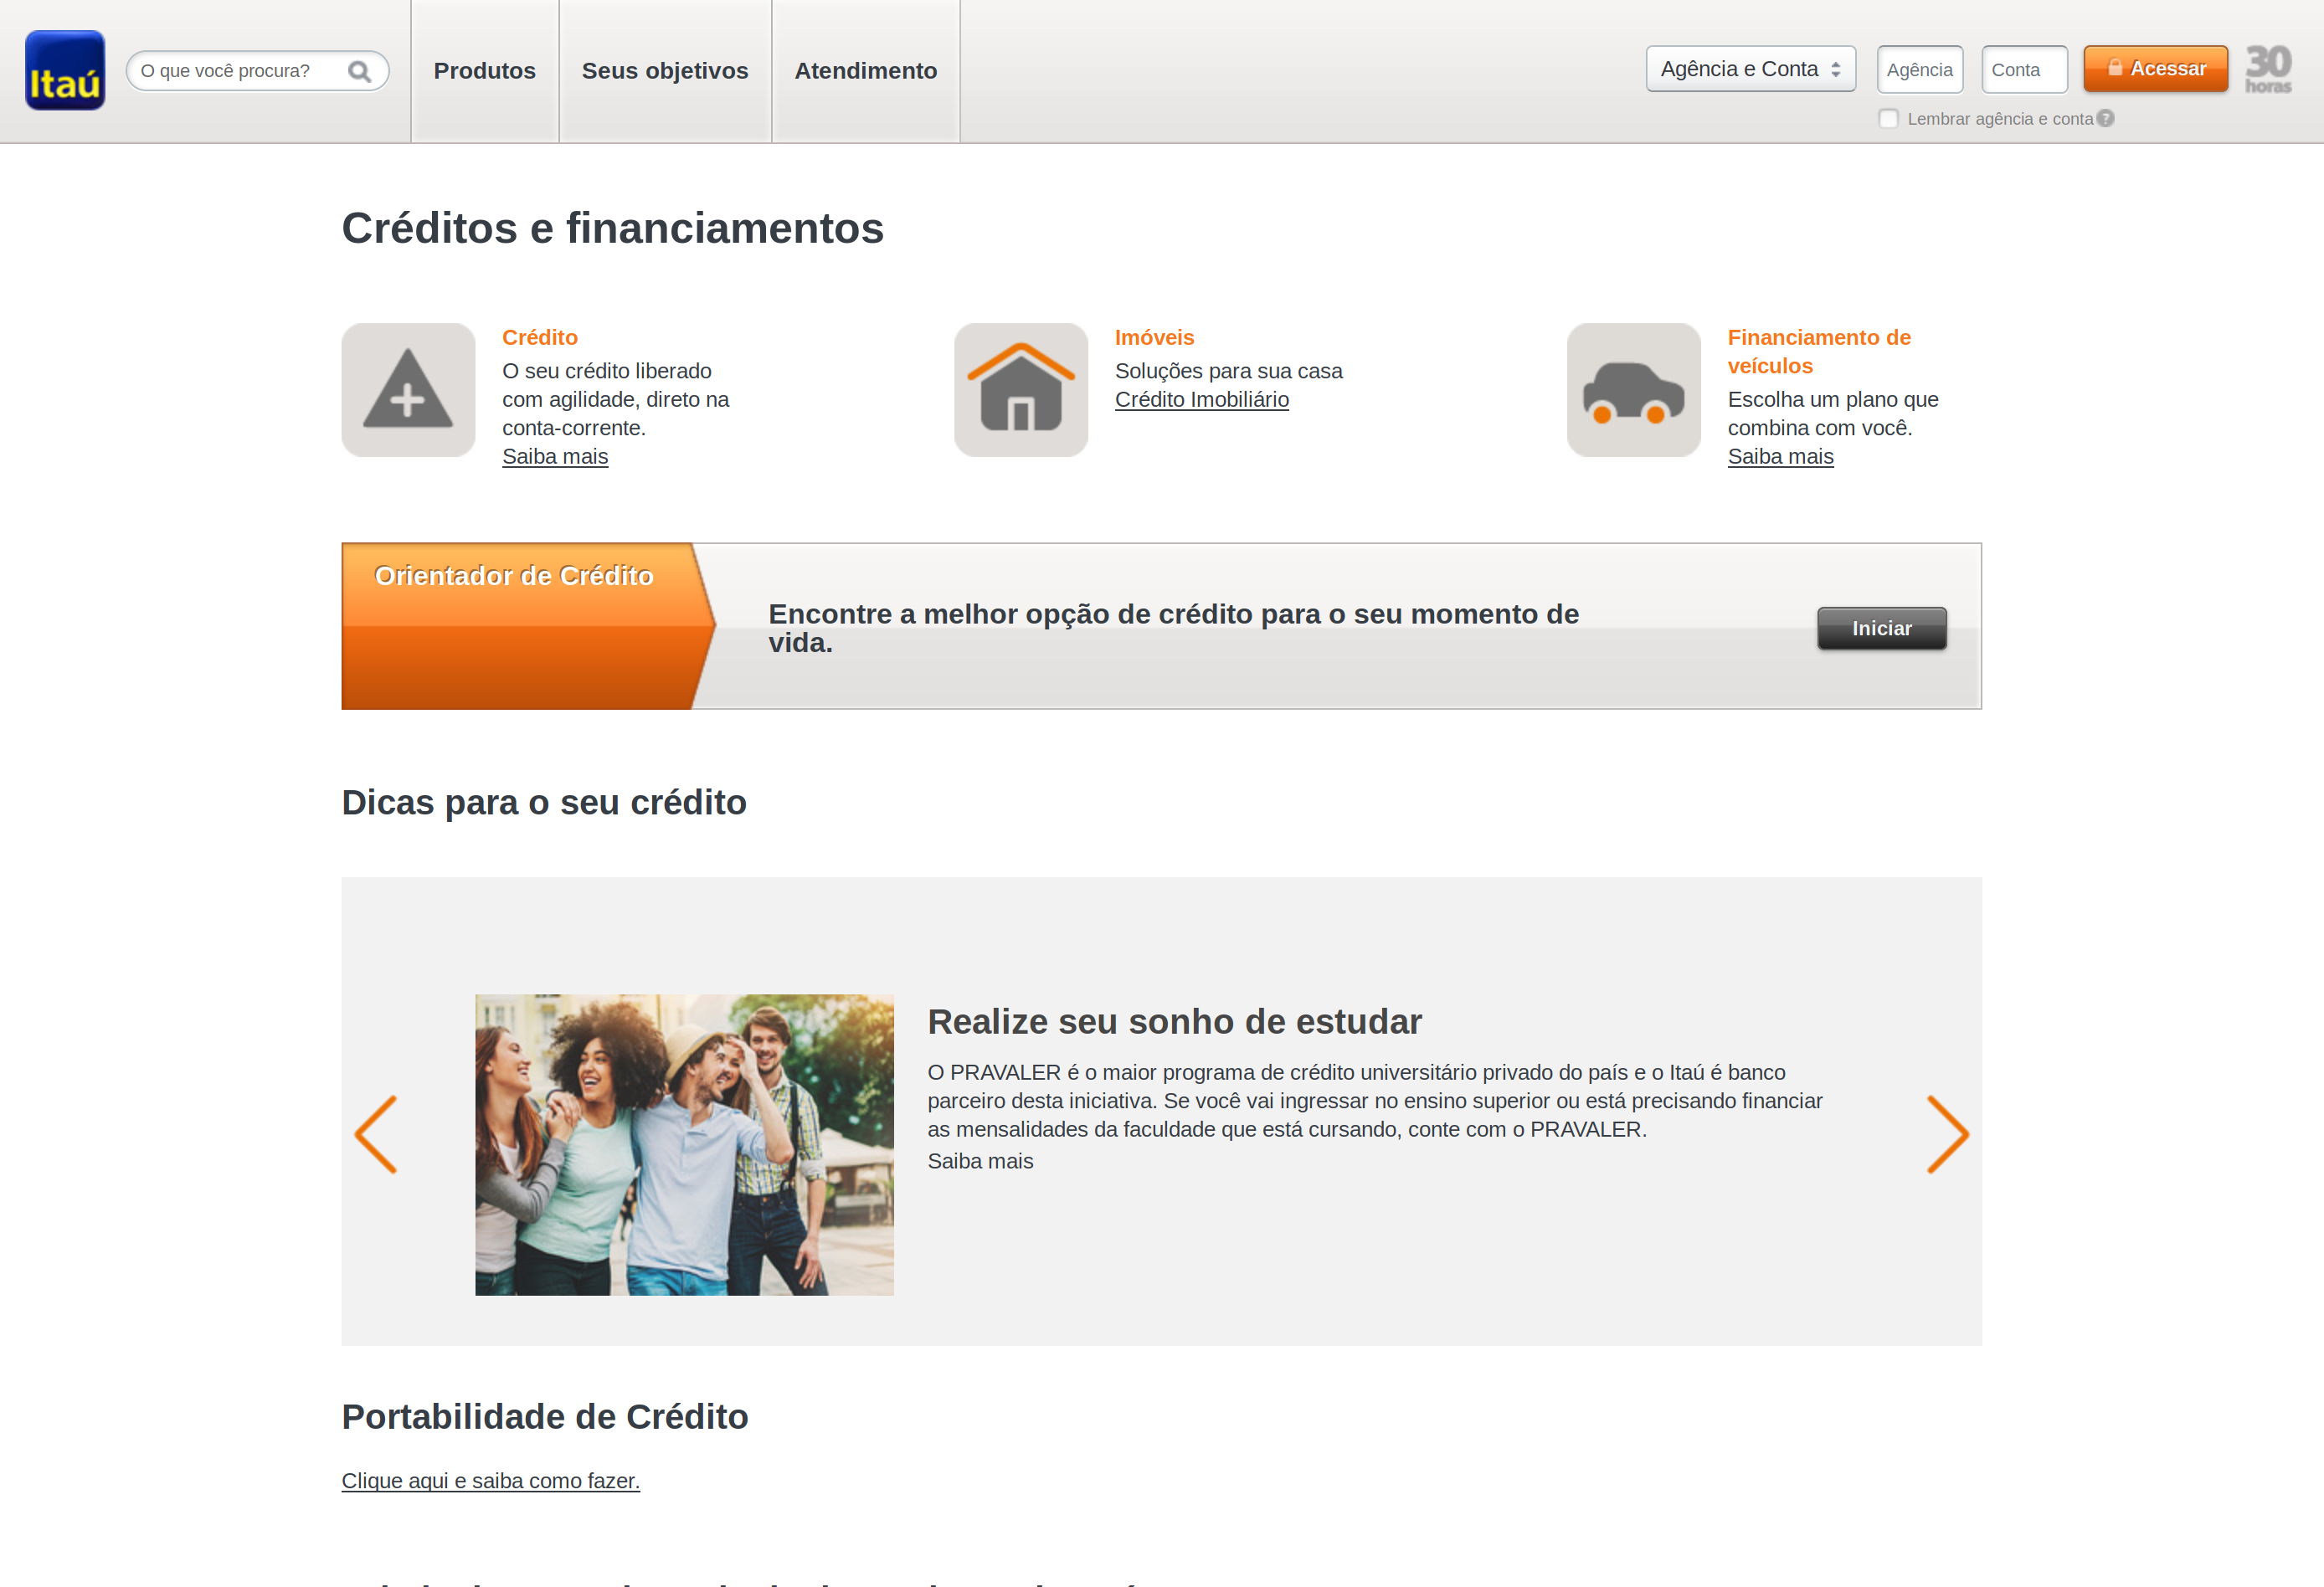 Itaú
O que você procura?
Produtos
Seus objetivos
Atendimento
Agência e Conta
Agência
Conta
Acessar
30
horas
Lembrar agência e conta ?
Créditos e financiamentos
Crédito
O seu crédito liberado
com agilidade, direto na
conta-corrente.
Saiba mais
Imóveis
Soluções para sua casa
Crédito Imobiliário
Financiamento de
veículos
Escolha um plano que
combina com você.
Saiba mais
Orientador de Crédito
Encontre a melhor opção de crédito para o seu momento de
vida.
Iniciar
Dicas para o seu crédito
Realize seu sonho de estudar
O PRAVALER é o maior programa de crédito universitário privado do país e o Itaú é banco
parceiro desta iniciativa. Se você vai ingressar no ensino superior ou está precisando financiar
as mensalidades da faculdade que está cursando, conte com o PRAVALER.
Saiba mais
Portabilidade de Crédito
Clique aqui e saiba como fazer.